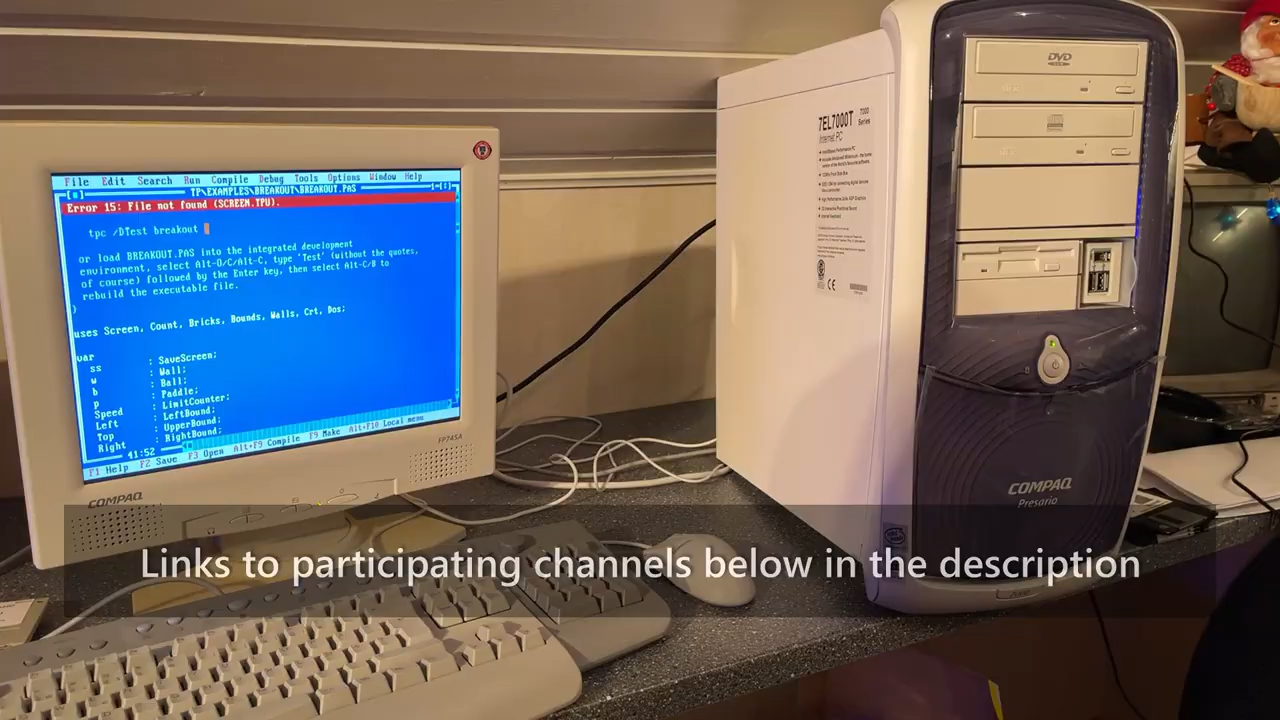 File Edit Search Run Compile Debug Tools Options Window Help
TP\EXAMPLES\BREAKOUT\BREAKOUT.PAS
Error 15: File not found (SCREEN.TPU).
tpc /DTest breakout
or load BREAKOUT.PAS into the integrated development
environment, select Alt-O/C/Alt-C, type 'Test' (without the quotes,
of course) followed by the Enter key, then select Alt-C/B to
rebuild the executable file.
}
uses Screen, Count, Bricks, Bounds, Walls, Crt, Dos;
var
ss : SaveScreen;
w : Wall;
b : Ball;
p : Paddle;
Speed : LimitCounter;
Left : LeftBound;
Top : UpperBound;
Right : RightBound;
41:52
F1 Help F2 Save F3 Open Alt+F9 Compile F9 Make Alt+F10 Local menu
FP745A
COMPAQ
7EL7000T 7000 Series
Internet PC
CE
DVD
COMPAQ
Presario
Links to participating channels below in the description